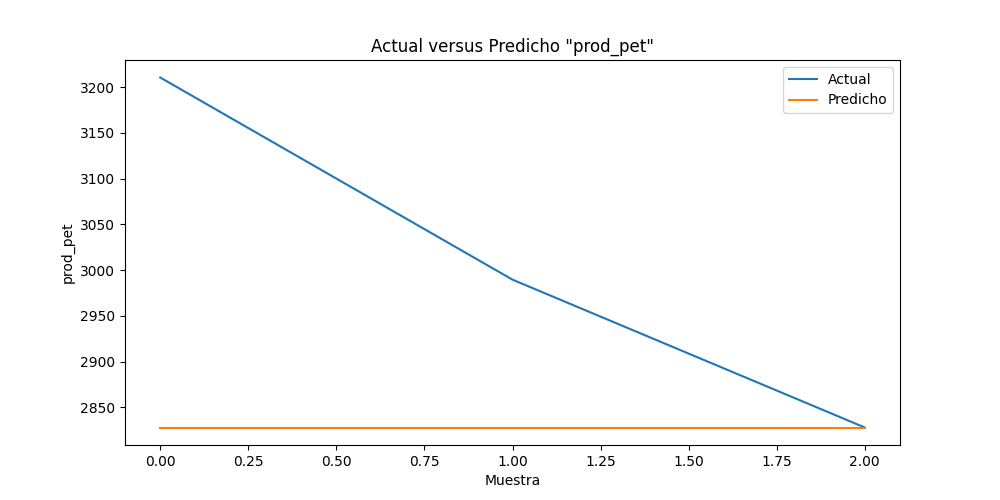 Actual versus Predicho "prod_pet"
Actual
Predicho
prod_pet
3200
3150
3100
3050
3000
2950
2900
2850
0.00 0.25 0.50 0.75 1.00 1.25 1.50 1.75 2.00
Muestra